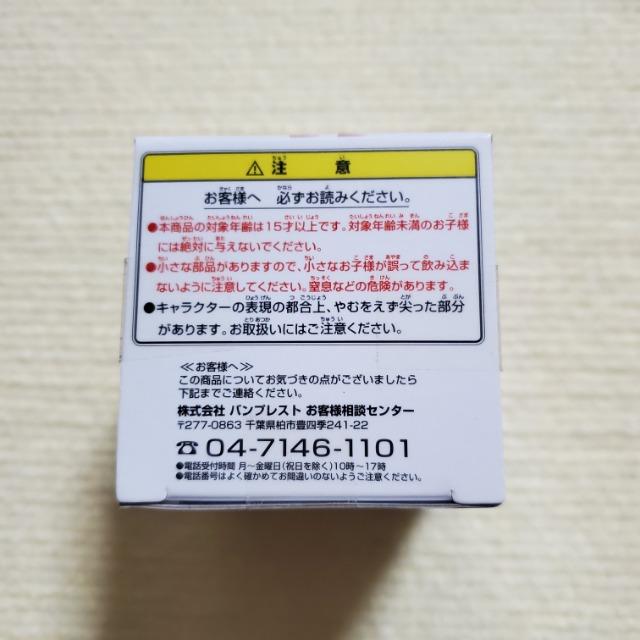 ⚠注意
お客様へ 必ずお読みください。
●本商品の対象年齢は15才以上です。対象年齢未満のお子様
には絶対に与えないでください。
●小さな部品がありますので、小さなお子様が誤って飲み込ま
ないように注意してください。窒息などの危険があります。
●キャラクターの表現の都合上、やむをえず尖った部分
があります。お取扱いにはご注意ください。
≪お客様へ≫
この商品についてお気づきの点がございましたら
下記までご連絡ください。
株式会社 バンプレスト お客様相談センター
〒277-0863 千葉県柏市豊四季241-22
☎ 04-7146-1101
●電話受付時間 月〜金曜日(祝日を除く)10時〜17時
●電話番号はよく確かめてお間違いのないようご注意ください。